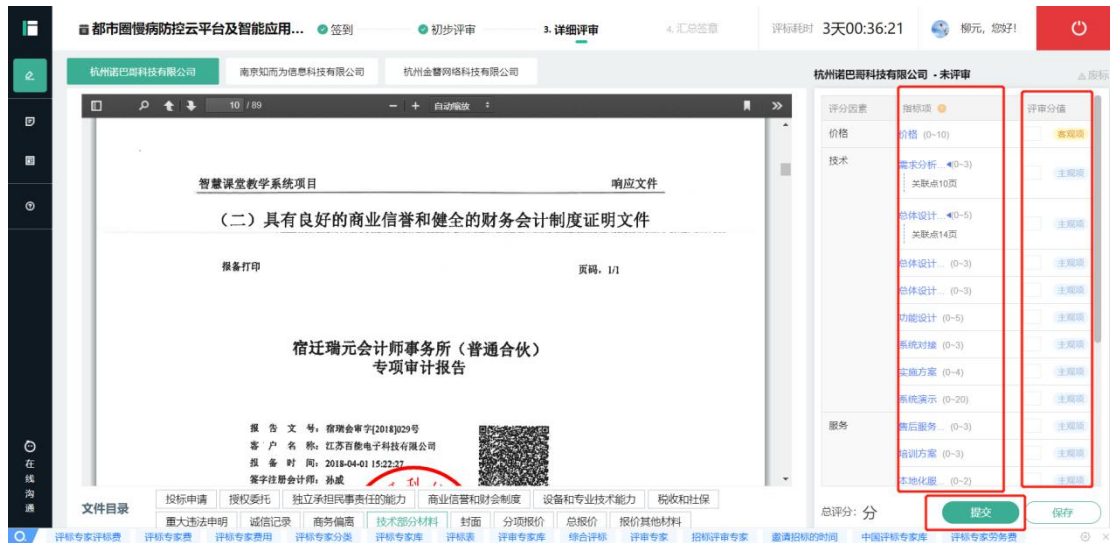 都市圈慢病防控云平台及智能应用... 签到 初步评审 3. 详细评审 4. 汇总签章 评标耗时 3天00:36:21 柳元，您好!
杭州诺巴哥科技有限公司 南京知而为信息科技有限公司 杭州金瞽网络科技有限公司
杭州诺巴哥科技有限公司 - 未评审 废标
10 / 89 − + 自动缩放
智慧课堂教学系统项目 响应文件
（二）具有良好的商业信誉和健全的财务会计制度证明文件
报备打印 页码，1/1
宿迁瑞元会计师事务所（普通合伙）
专项审计报告
报 告 文 号：宿瑞会审字[2018]029号
客 户 名 称：江苏百能电子科技有限公司
报 备 时 间：2018-04-01 15:22:27
签字注册会计师：孙威
评分因素 指标项 评审分值
价格 价格 (0~10) 客观项
技术 需求分析... (0~3) 主观项
关联点10页
总体设计... (0~5) 主观项
关联点14页
总体设计... (0~3) 主观项
总体设计... (0~3) 主观项
功能设计 (0~5) 主观项
系统对接 (0~3) 主观项
实施方案 (0~4) 主观项
系统演示 (0~20) 主观项
服务 售后服务... (0~3) 主观项
培训方案 (0~3) 主观项
本地化服... (0~2) 主观项
总评分: 分 提交 保存
在线沟通
文件目录
投标申请 授权委托 独立承担民事责任的能力 商业信誉和财会制度 设备和专业技术能力 税收和社保
重大违法申明 诚信记录 商务偏离 技术部分材料 封面 分项报价 总报价 报价其他材料
评标专家评标费 评标专家费 评标专家费用 评标专家分类 评标专家库 评标表 评审专家库 综合评标 评审专家 招标评审专家 邀请招标的时间 中国评标专家库 评标专家劳务费